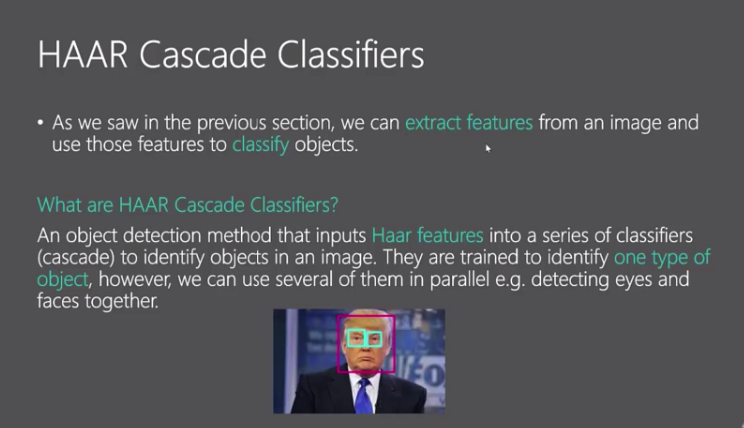 HAAR Cascade Classifiers
• As we saw in the previous section, we can extract features from an image and
use those features to classify objects.
What are HAAR Cascade Classifiers?
An object detection method that inputs Haar features into a series of classifiers
(cascade) to identify objects in an image. They are trained to identify one type of
object, however, we can use several of them in parallel e.g. detecting eyes and
faces together.